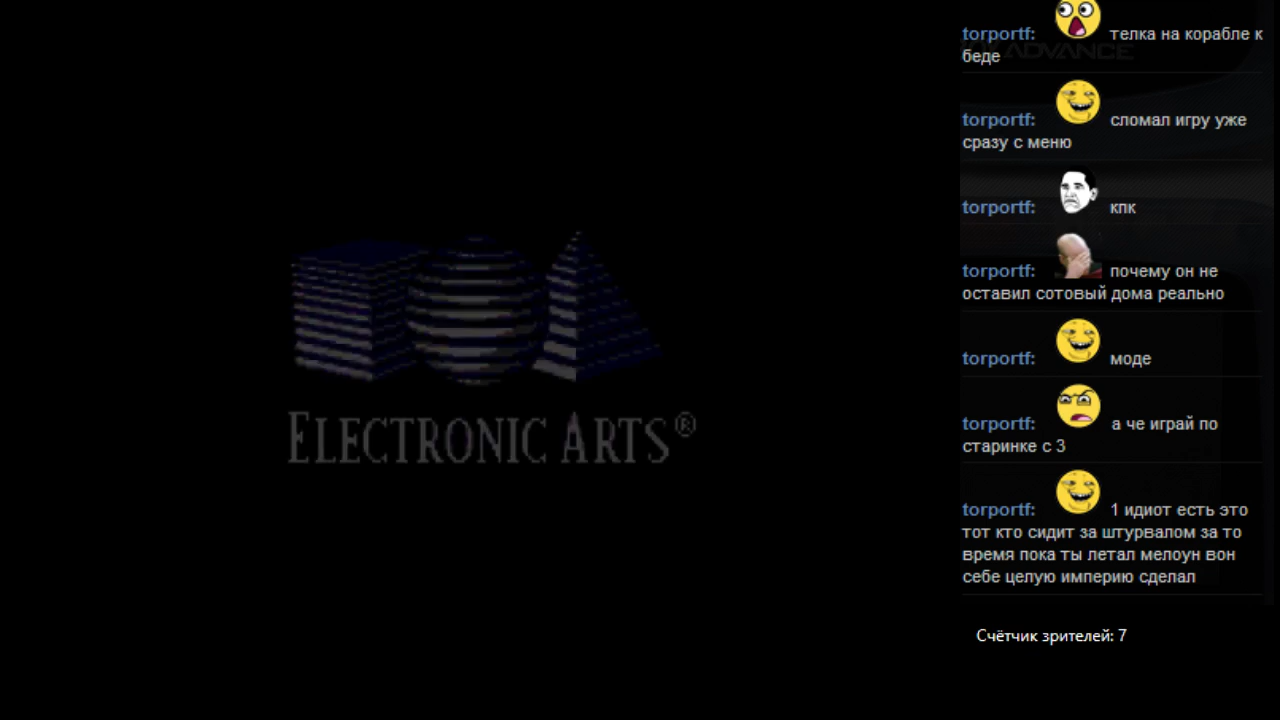 ELECTRONIC ARTS®
torportf: телка на корабле к
беде
ADVANCE
torportf: сломал игру уже
сразу с меню
torportf: кпк
torportf: почему он не
оставил сотовый дома реально
torportf: моде
torportf: а че играй по
старинке с 3
torportf: 1 идиот есть это
тот кто сидит за штурвалом за то
время пока ты летал мелоун вон
себе целую империю сделал
Счётчик зрителей: 7